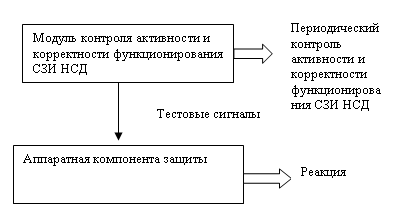 Модуль контроля активности и
корректности функционирования
СЗИ НСД
Периодический
контроль
активности и
корректности
функционирова
ния СЗИ НСД
Тестовые сигналы
Аппаратная компонента защиты
Реакция